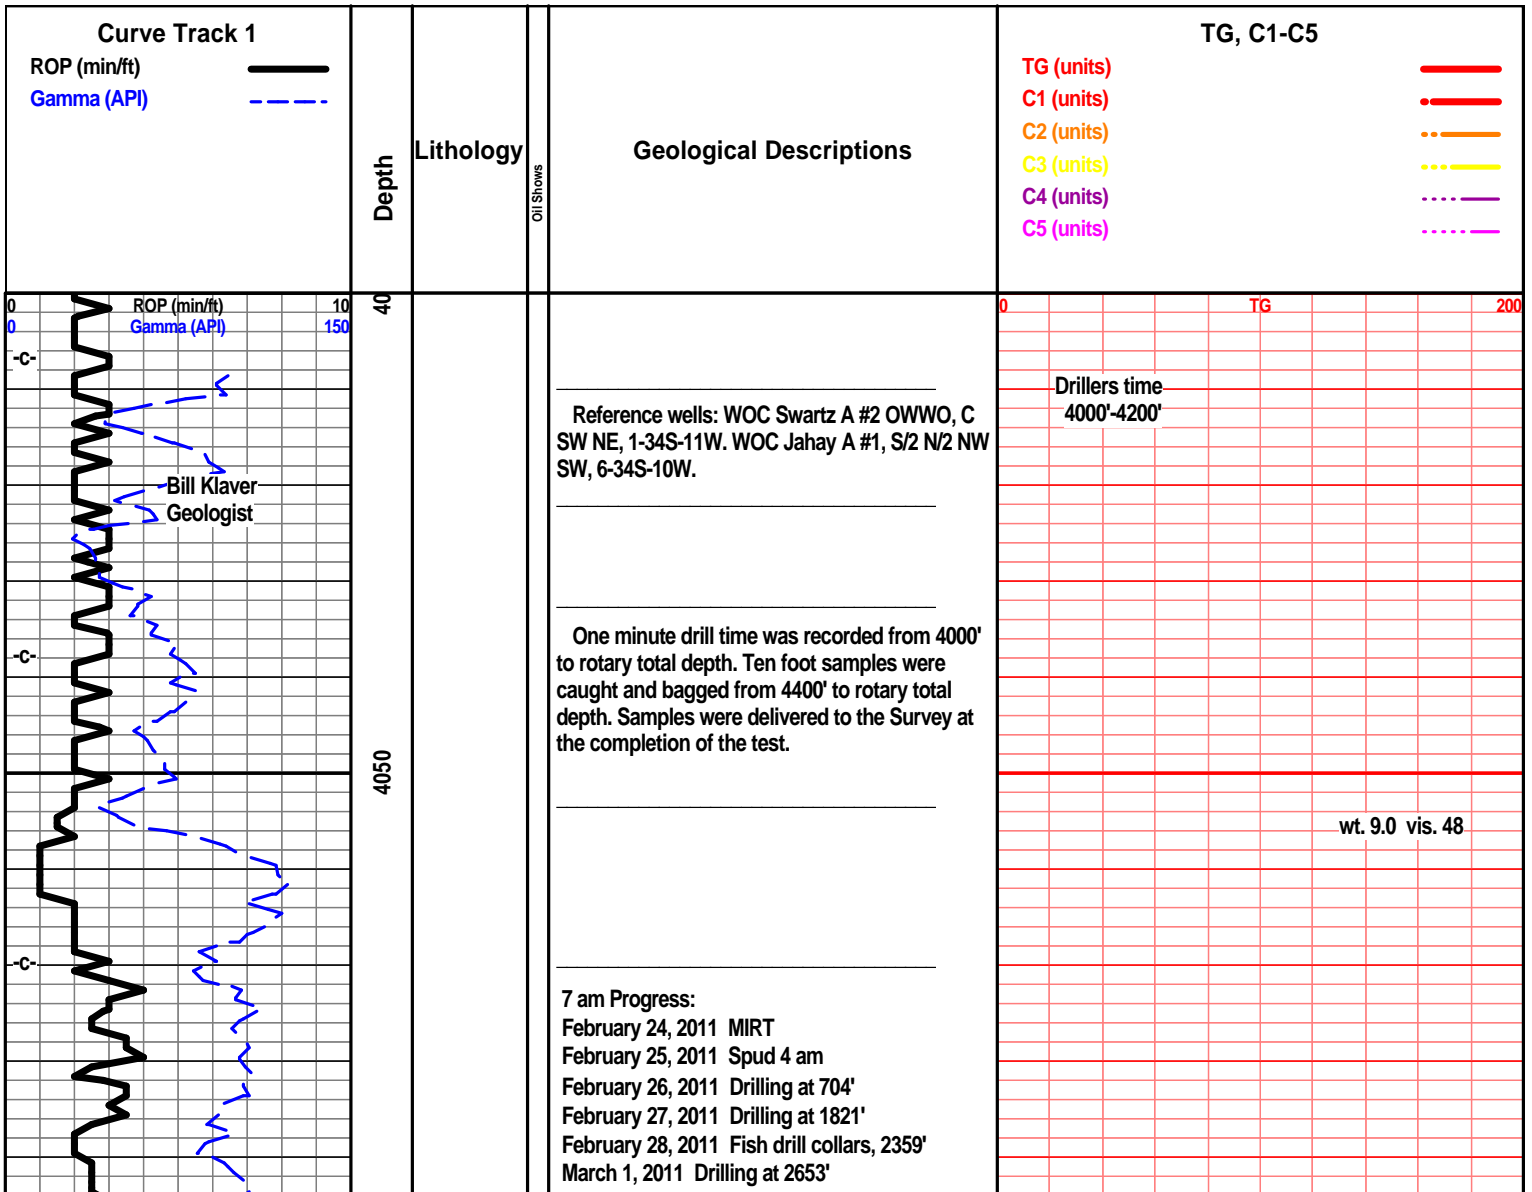 Curve Track 1
ROP (min/ft)
Gamma (API)
Depth
Lithology
Oil Shows
Geological Descriptions
TG, C1-C5
TG (units)
C1 (units)
C2 (units)
C3 (units)
C4 (units)
C5 (units)
0 ROP (min/ft) 10
0 Gamma (API) 150
40
0 TG 200
-c-
Drillers time
4000'-4200'
Reference wells: WOC Swartz A #2 OWWO, C
SW NE, 1-34S-11W. WOC Jahay A #1, S/2 N/2 NW
SW, 6-34S-10W.
Bill Klaver
Geologist
One minute drill time was recorded from 4000'
to rotary total depth. Ten foot samples were
caught and bagged from 4400' to rotary total
depth. Samples were delivered to the Survey at
the completion of the test.
-c-
4050
wt. 9.0 vis. 48
-c-
7 am Progress:
February 24, 2011 MIRT
February 25, 2011 Spud 4 am
February 26, 2011 Drilling at 704'
February 27, 2011 Drilling at 1821'
February 28, 2011 Fish drill collars, 2359'
March 1, 2011 Drilling at 2653'